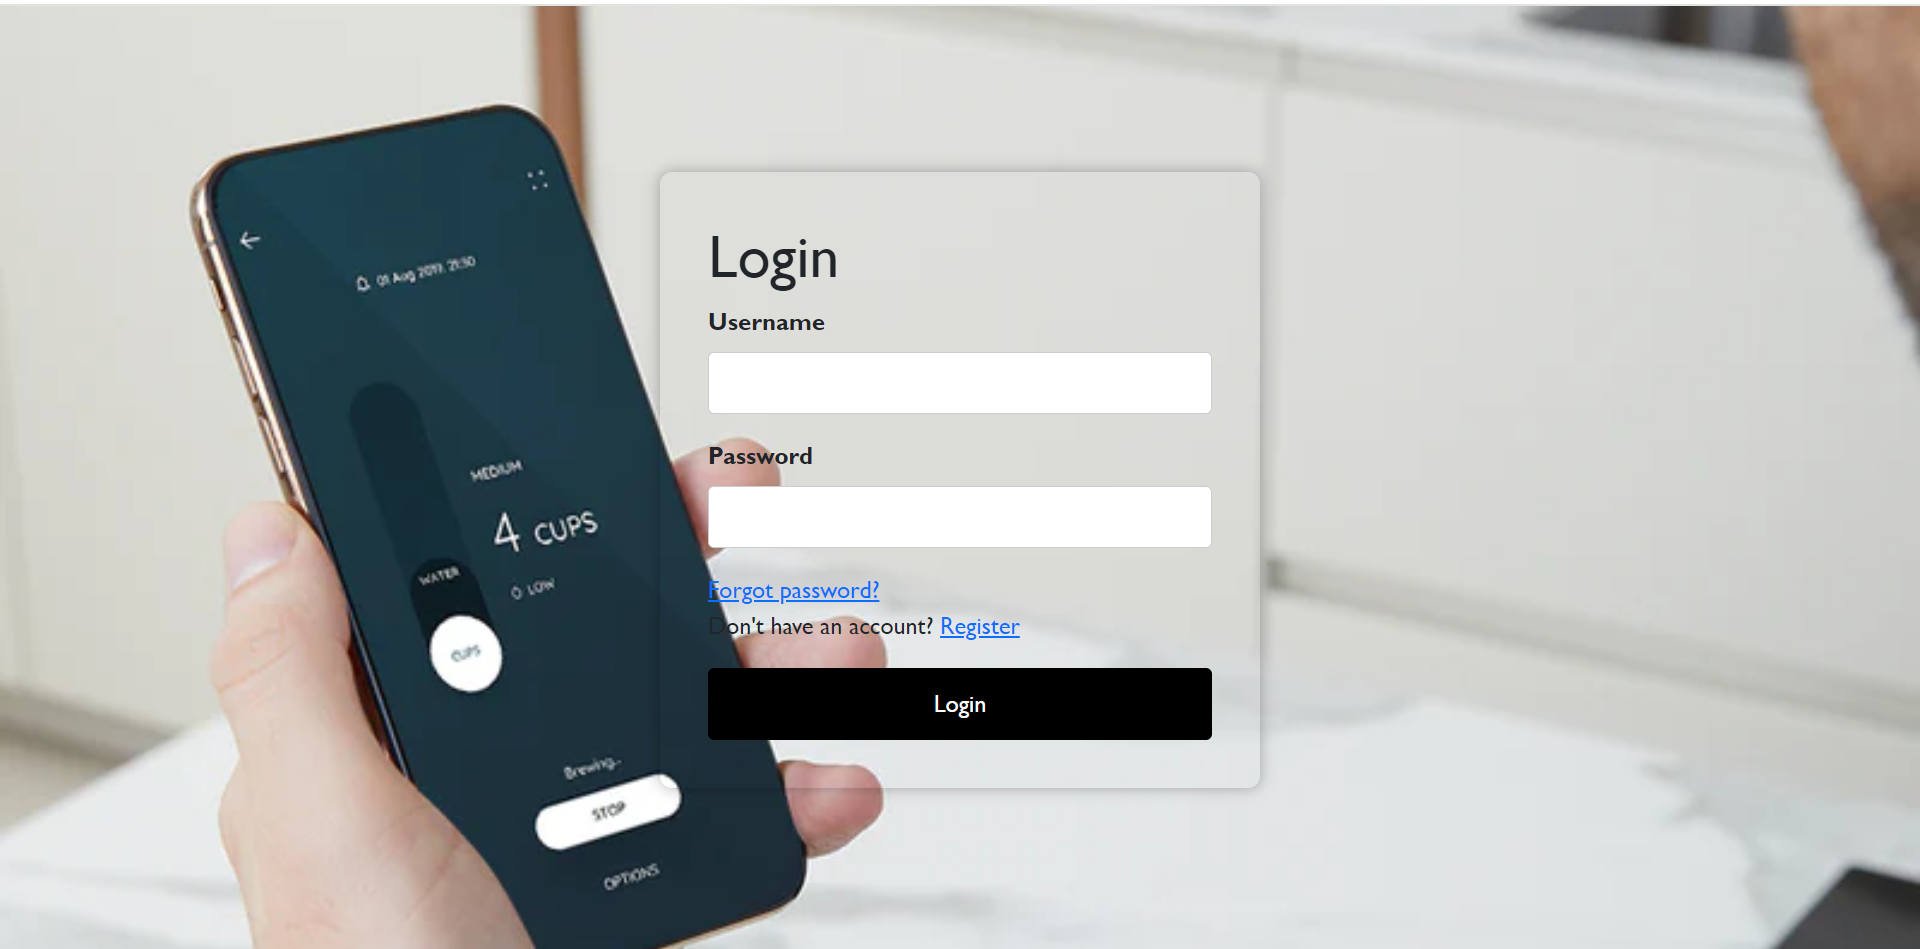 01 Aug 2019. 21:30
MEDIUM
4 CUPS
LOW
WATER
CUPS
Brewing...
STOP
OPTIONS
Login
Username
Password
Forgot password?
Don't have an account? Register
Login